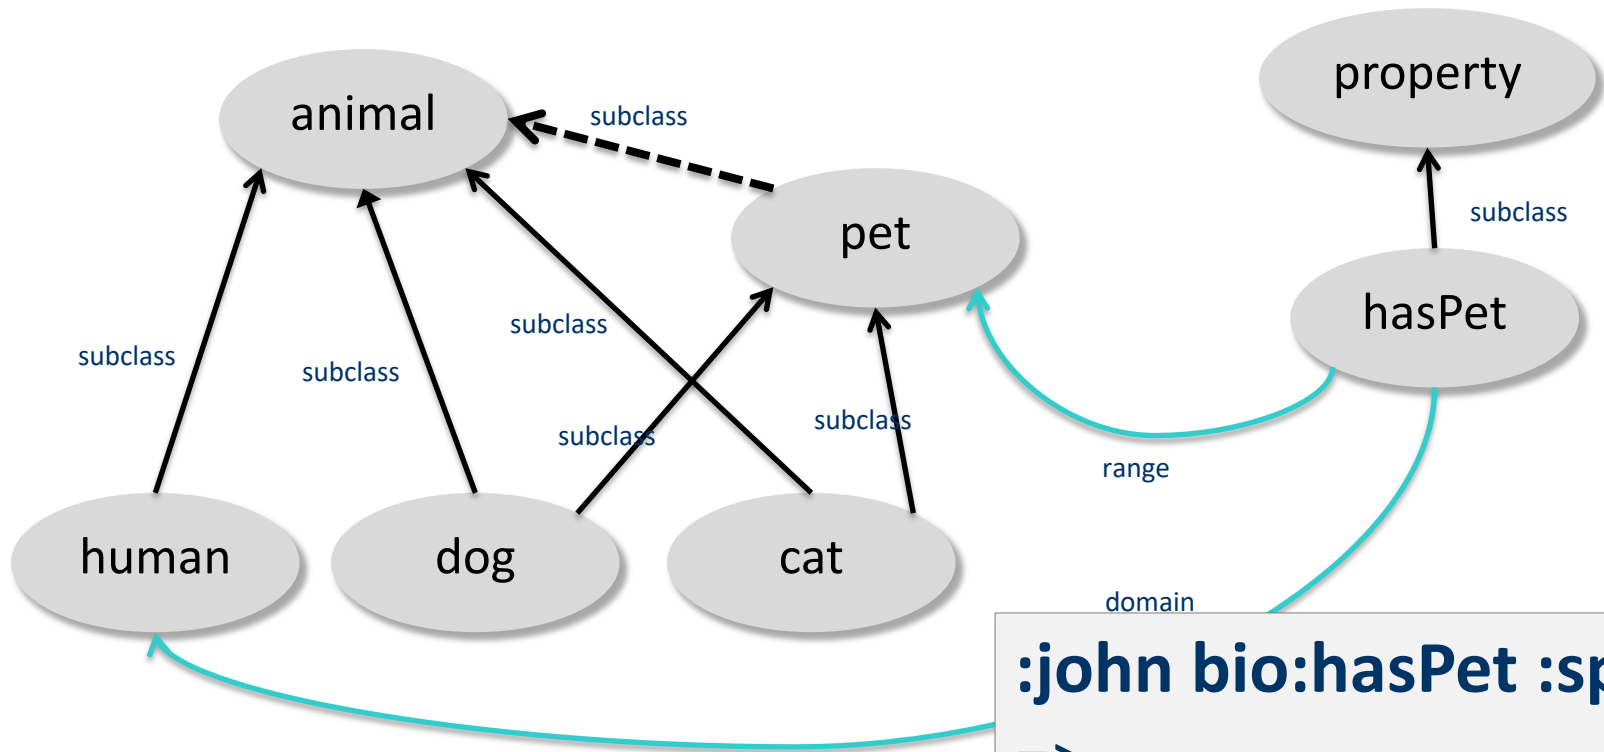 animal
subclass
property
pet
subclass
hasPet
subclass
subclass
subclass
subclass
subclass
range
human
dog
cat
domain
:john bio:hasPet :sp